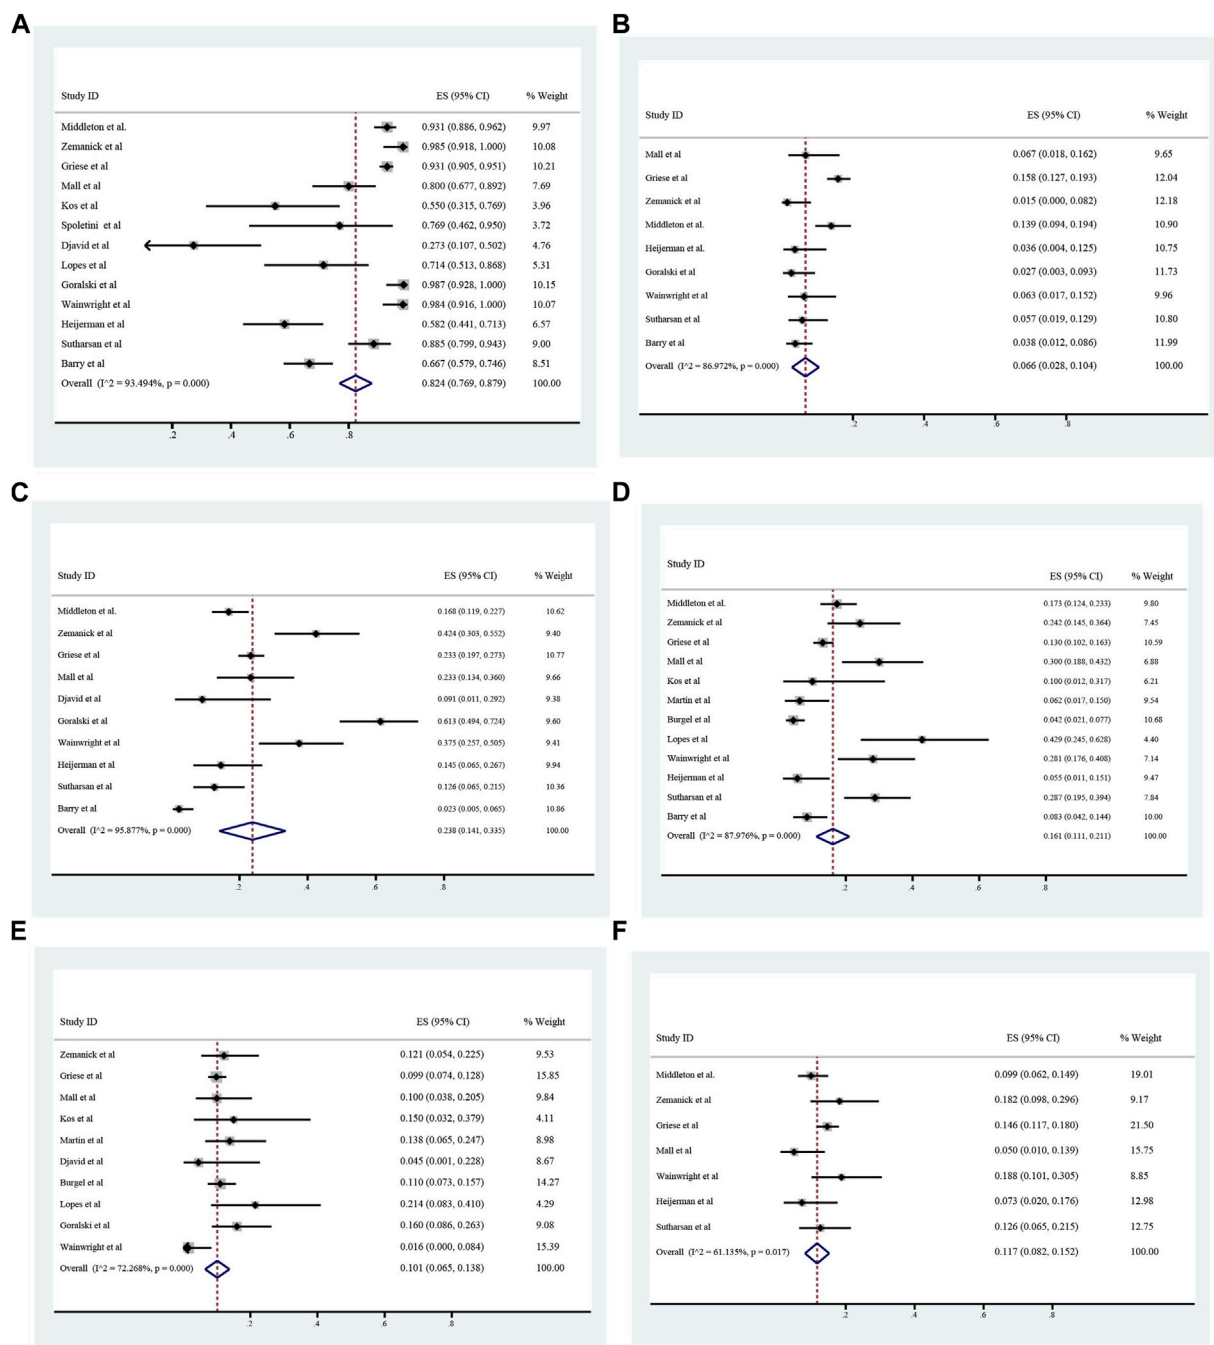 A
Study ID ES (95% CI) % Weight
Middleton et al. 0.931 (0.886, 0.962) 9.97
Zemanick et al 0.985 (0.918, 1.000) 10.08
Griese et al 0.931 (0.905, 0.951) 10.21
Mall et al 0.800 (0.677, 0.892) 7.69
Kos et al 0.550 (0.315, 0.769) 3.96
Spoletini et al 0.769 (0.462, 0.950) 3.72
Djavid et al 0.273 (0.107, 0.502) 4.76
Lopes et al 0.714 (0.513, 0.868) 5.31
Goralski et al 0.987 (0.928, 1.000) 10.15
Wainwright et al 0.984 (0.916, 1.000) 10.07
Heijerman et al 0.582 (0.441, 0.713) 6.57
Sutharsan et al 0.885 (0.799, 0.943) 9.00
Barry et al 0.667 (0.579, 0.746) 8.51
Overall (I^2 = 93.494%, p = 0.000) 0.824 (0.769, 0.879) 100.00
.2 .4 .6 .8
B
Study ID ES (95% CI) % Weight
Mall et al 0.067 (0.018, 0.162) 9.65
Griese et al 0.158 (0.127, 0.193) 12.04
Zemanick et al 0.015 (0.000, 0.082) 12.18
Middleton et al. 0.139 (0.094, 0.194) 10.90
Heijerman et al. 0.036 (0.004, 0.125) 10.75
Goralski et al 0.027 (0.003, 0.093) 11.73
Wainwright et al 0.063 (0.017, 0.152) 9.96
Sutharsan et al 0.057 (0.019, 0.129) 10.80
Barry et al 0.038 (0.012, 0.086) 11.99
Overall (I^2 = 86.972%, p = 0.000) 0.066 (0.028, 0.104) 100.00
.2 .4 .6 .8
C
Study ID ES (95% CI) % Weight
Middleton et al. 0.168 (0.119, 0.227) 10.62
Zemanick et al 0.424 (0.303, 0.552) 9.40
Griese et al 0.233 (0.197, 0.273) 10.77
Mall et al 0.233 (0.134, 0.360) 9.66
Djavid et al 0.091 (0.011, 0.292) 9.38
Goralski et al 0.613 (0.494, 0.724) 9.60
Wainwright et al 0.375 (0.257, 0.505) 9.41
Heijerman et al 0.145 (0.065, 0.267) 9.94
Sutharsan et al 0.126 (0.065, 0.215) 10.36
Barry et al 0.023 (0.005, 0.065) 10.86
Overall (I^2 = 95.877%, p = 0.000) 0.238 (0.141, 0.335) 100.00
.2 .4 .6 .8
D
Study ID
ES (95% CI) % Weight
Middleton et al. 0.173 (0.124, 0.233) 9.80
Zemanick et al 0.242 (0.145, 0.364) 7.45
Griese et al 0.130 (0.102, 0.163) 10.59
Mall et al 0.300 (0.188, 0.432) 6.88
Kos et al 0.100 (0.012, 0.317) 6.21
Martin et al 0.062 (0.017, 0.150) 9.54
Burgel et al 0.042 (0.021, 0.077) 10.68
Lopes et al 0.429 (0.245, 0.628) 4.40
Wainwright et al 0.281 (0.176, 0.408) 7.14
Heijerman et al 0.055 (0.011, 0.151) 9.47
Sutharsan et al 0.287 (0.195, 0.394) 7.84
Barry et al 0.083 (0.042, 0.144) 10.00
Overall (I^2 = 87.976%, p = 0.000) 0.161 (0.111, 0.211) 100.00
.2 .4 .6 .8
E
Study ID ES (95% CI) % Weight
Zemanick et al 0.121 (0.054, 0.225) 9.53
Griese et al 0.099 (0.074, 0.128) 15.85
Mall et al 0.100 (0.038, 0.205) 9.84
Kos et al 0.150 (0.032, 0.379) 4.11
Martin et al 0.138 (0.065, 0.247) 8.98
Djavid et al 0.045 (0.001, 0.228) 8.67
Burgel et al 0.110 (0.073, 0.157) 14.27
Lopes et al 0.214 (0.083, 0.410) 4.29
Goralski et al 0.160 (0.086, 0.263) 9.08
Wainwright et al 0.016 (0.000, 0.084) 15.39
Overall (I^2 = 72.268%, p = 0.000) 0.101 (0.065, 0.138) 100.00
.2 .4 .6 .8
F
Study ID ES (95% CI) % Weight
Middleton et al. 0.099 (0.062, 0.149) 19.01
Zemanick et al 0.182 (0.098, 0.296) 9.17
Griese et al 0.146 (0.117, 0.180) 21.50
Mall et al 0.050 (0.010, 0.139) 15.75
Wainwright et al 0.188 (0.101, 0.305) 8.85
Heijerman et al 0.073 (0.020, 0.176) 12.98
Sutharsan et al 0.126 (0.065, 0.215) 12.75
Overall (I^2 = 61.135%, p = 0.017) 0.117 (0.082, 0.152) 100.00
.2 .4 .6 .8